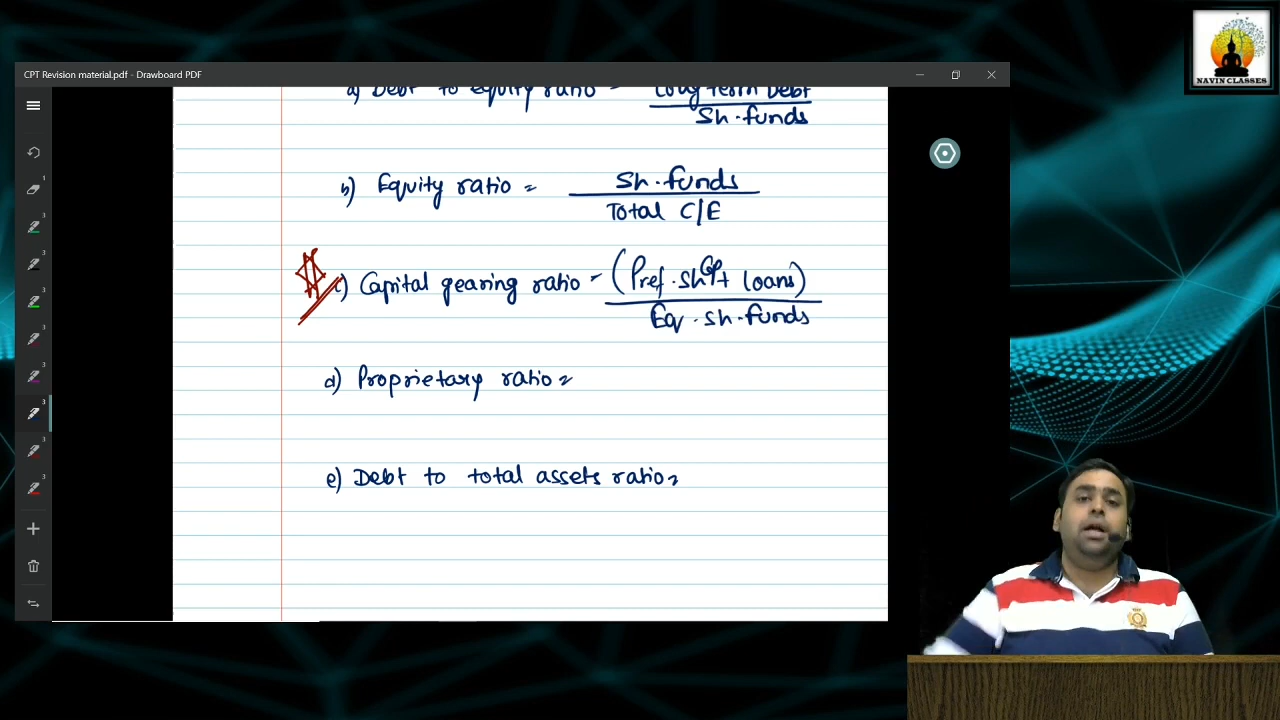 NAVIN CLASSES
CPT Revision material.pdf - Drawboard PDF
a) Debt to Equity ratio = Long term Debt
Sh. funds
b) Equity ratio = Sh. funds
Total C/E
c) Capital gearing ratio = (Pref. sh Cp + loans)
Eq. sh. funds
d) Proprietary ratio =
e) Debt to total assets ratio =